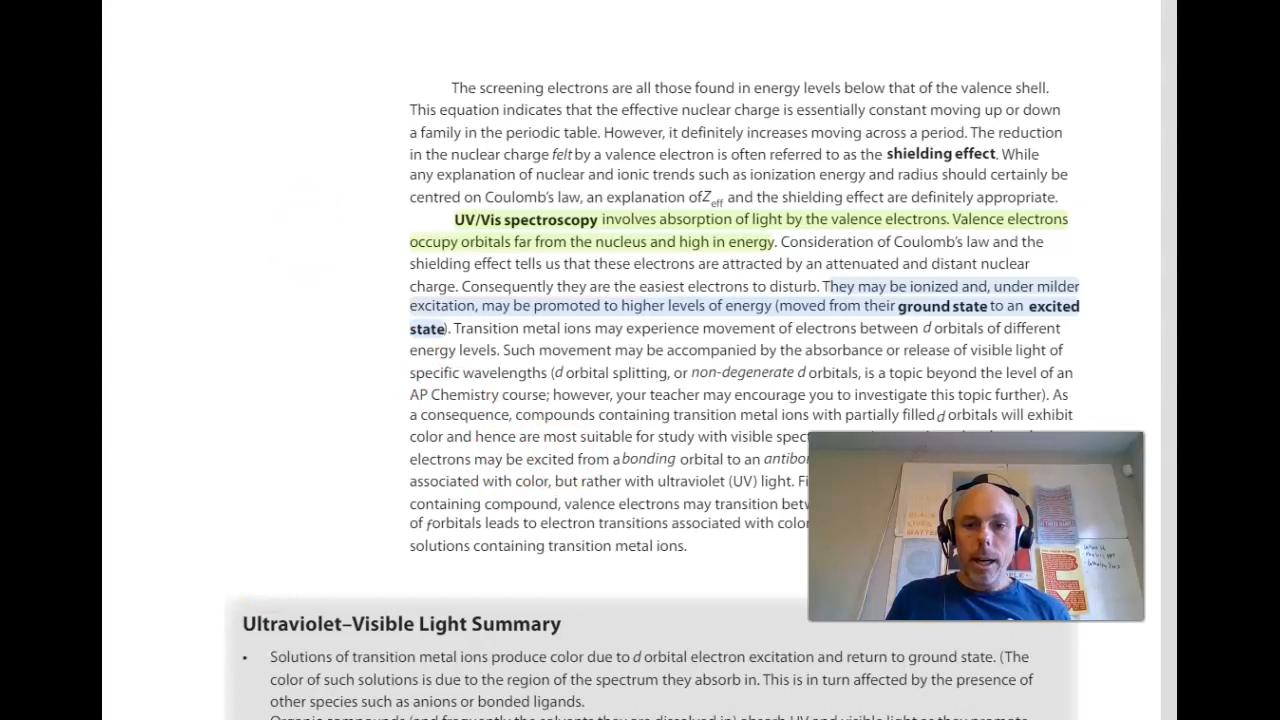 The screening electrons are all those found in energy levels below that of the valence shell.
This equation indicates that the effective nuclear charge is essentially constant moving up or down
a family in the periodic table. However, it definitely increases moving across a period. The reduction
in the nuclear charge felt by a valence electron is often referred to as the shielding effect. While
any explanation of nuclear and ionic trends such as ionization energy and radius should certainly be
centred on Coulomb's law, an explanation of Zeff and the shielding effect are definitely appropriate.
UV/Vis spectroscopy involves absorption of light by the valence electrons. Valence electrons
occupy orbitals far from the nucleus and high in energy. Consideration of Coulomb's law and the
shielding effect tells us that these electrons are attracted by an attenuated and distant nuclear
charge. Consequently they are the easiest electrons to disturb. They may be ionized and, under milder
excitation, may be promoted to higher levels of energy (moved from their ground state to an excited
state). Transition metal ions may experience movement of electrons between d orbitals of different
energy levels. Such movement may be accompanied by the absorbance or release of visible light of
specific wavelengths (d orbital splitting, or non-degenerate d orbitals, is a topic beyond the level of an
AP Chemistry course; however, your teacher may encourage you to investigate this topic further). As
a consequence, compounds containing transition metal ions with partially filled d orbitals will exhibit
color and hence are most suitable for study with visible
electrons may be excited from a bonding orbital to an
associated with color, but rather with ultraviolet (UV) light.
containing compound, valence electrons may transition
of f orbitals leads to electron transitions associated with
solutions containing transition metal ions.
Ultraviolet–Visible Light Summary
• Solutions of transition metal ions produce color due to d orbital electron excitation and return to ground state. (The
color of such solutions is due to the region of the spectrum they absorb in. This is in turn affected by the presence of
other species such as anions or bonded ligands.